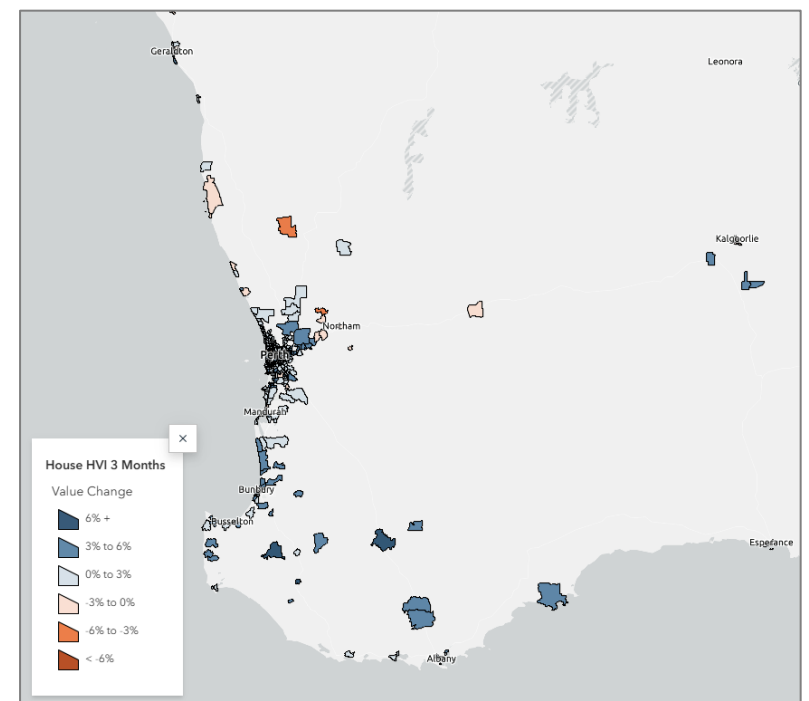 Geraldton
Leonora
Kalgoorlie
Northam
Perth
Mandurah
Bunbury
Busselton
Esperance
Albany
×
House HVI 3 Months
Value Change
6% +
3% to 6%
0% to 3%
-3% to 0%
-6% to -3%
< -6%